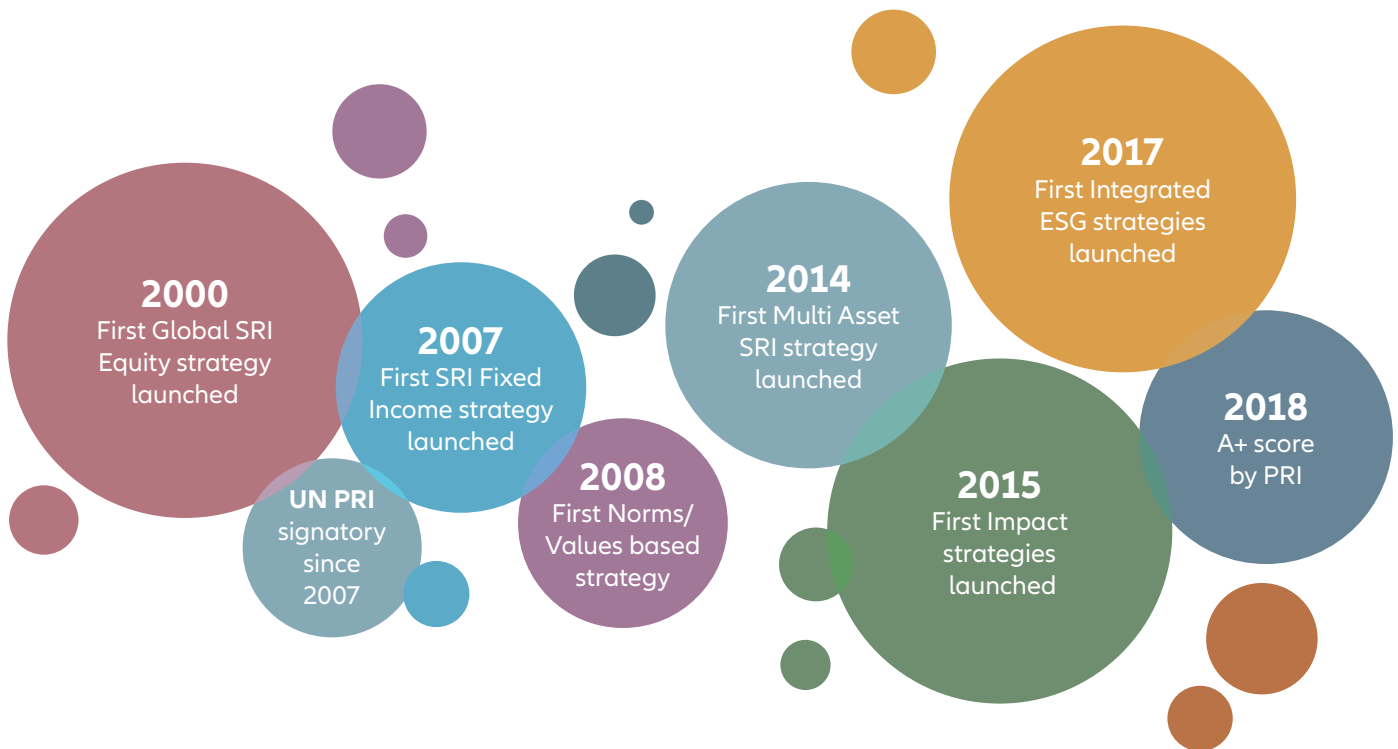 2000
First Global SRI
Equity strategy
launched
UN PRI
signatory
since
2007
2007
First SRI Fixed
Income strategy
launched
2008
First Norms/
Values based
strategy
2014
First Multi Asset
SRI strategy
launched
2015
First Impact
strategies
launched
2017
First Integrated
ESG strategies
launched
2018
A+ score
by PRI